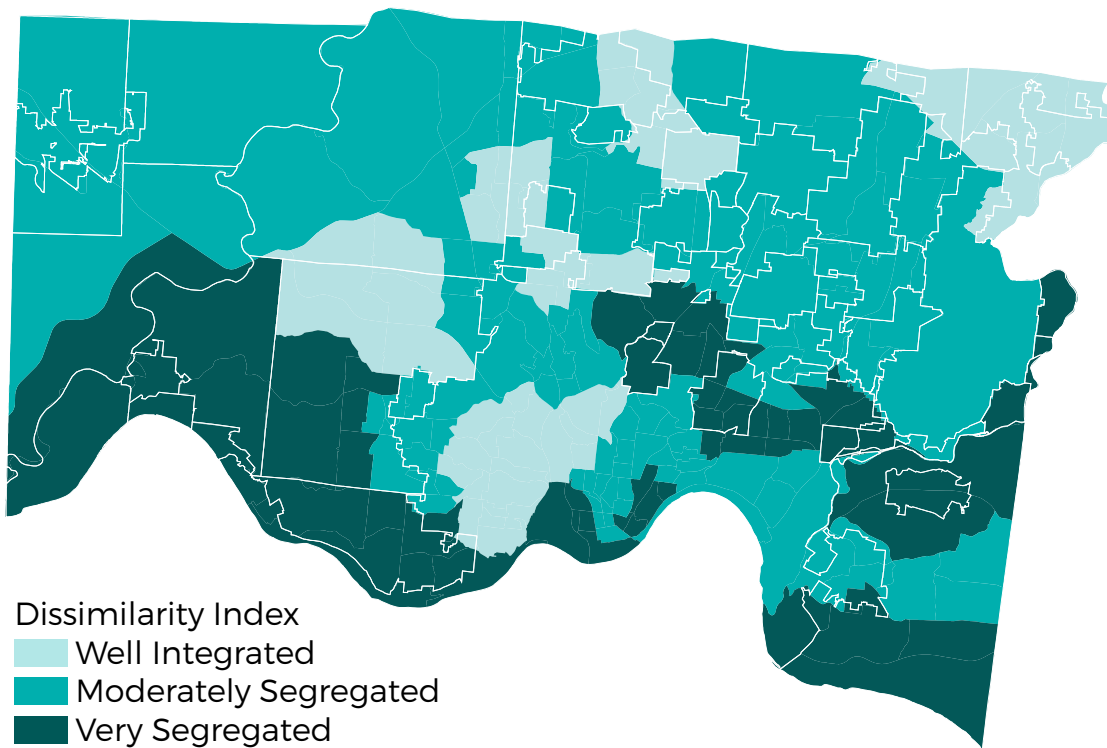 Dissimilarity Index
Well Integrated
Moderately Segregated
Very Segregated